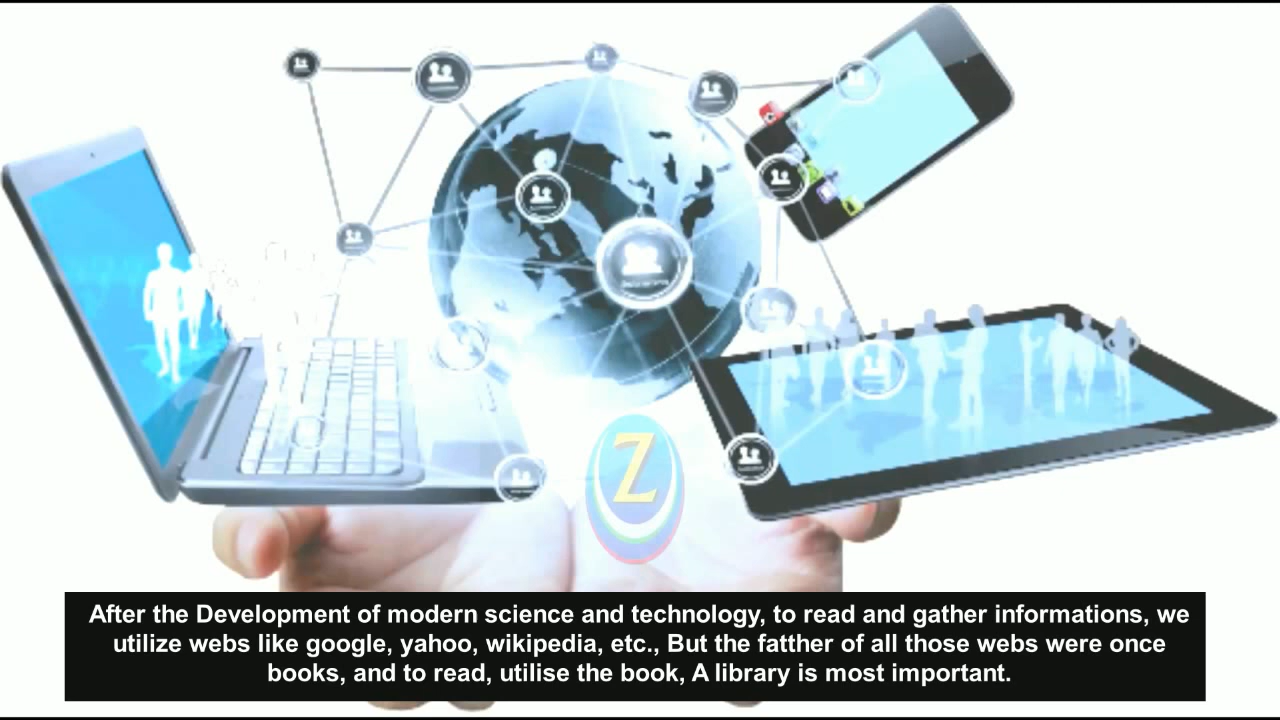 Z
After the Development of modern science and technology, to read and gather informations, we
utilize webs like google, yahoo, wikipedia, etc., But the fatther of all those webs were once
books, and to read, utilise the book, A library is most important.